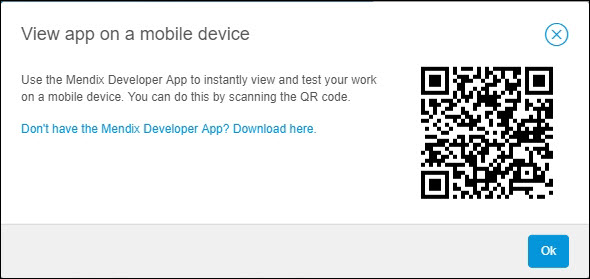 View app on a mobile device
Use the Mendix Developer App to instantly view and test your work
on a mobile device. You can do this by scanning the QR code.
Don't have the Mendix Developer App? Download here.
Ok